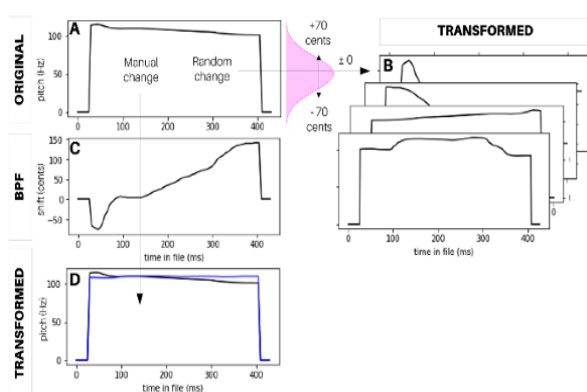 ORIGINAL
A
pitch (Hz)
100
50
0
Manual
change
Random
change
0
100
200
300
400
+70
cents
±0
-70
cents
TRANSFORMED
B
0
100
200
300
400
time in file (ms)
BPF
C
shift (cents)
150
100
50
0
−50
0
100
200
300
400
time in file (ms)
TRANSFORMED
D
pitch (Hz)
100
50
0
0
100
200
300
400
time in file (ms)